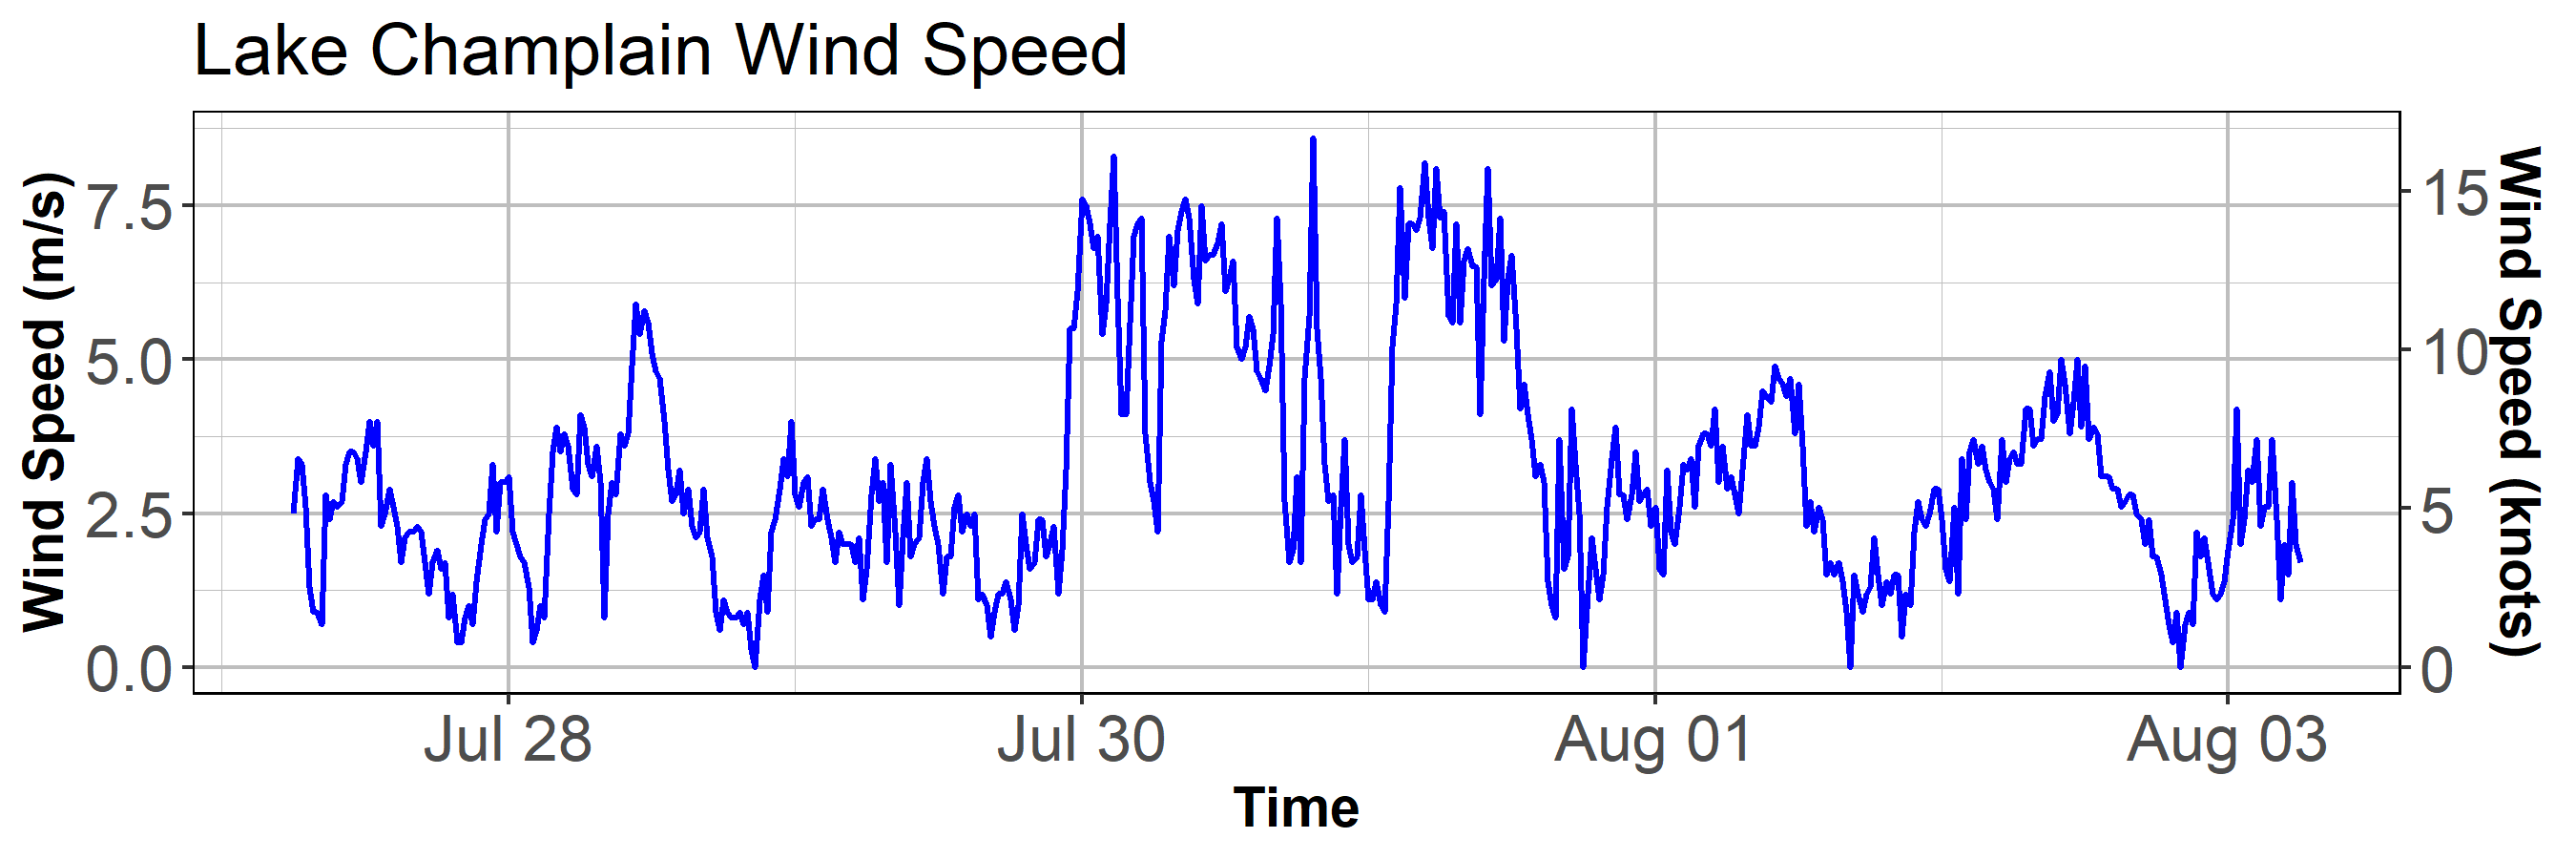 Lake Champlain Wind Speed
Wind Speed (m/s)
7.5
5.0
2.5
0.0
15
10
5
0
Wind Speed (knots)
Jul 28
Jul 30
Aug 01
Aug 03
Time